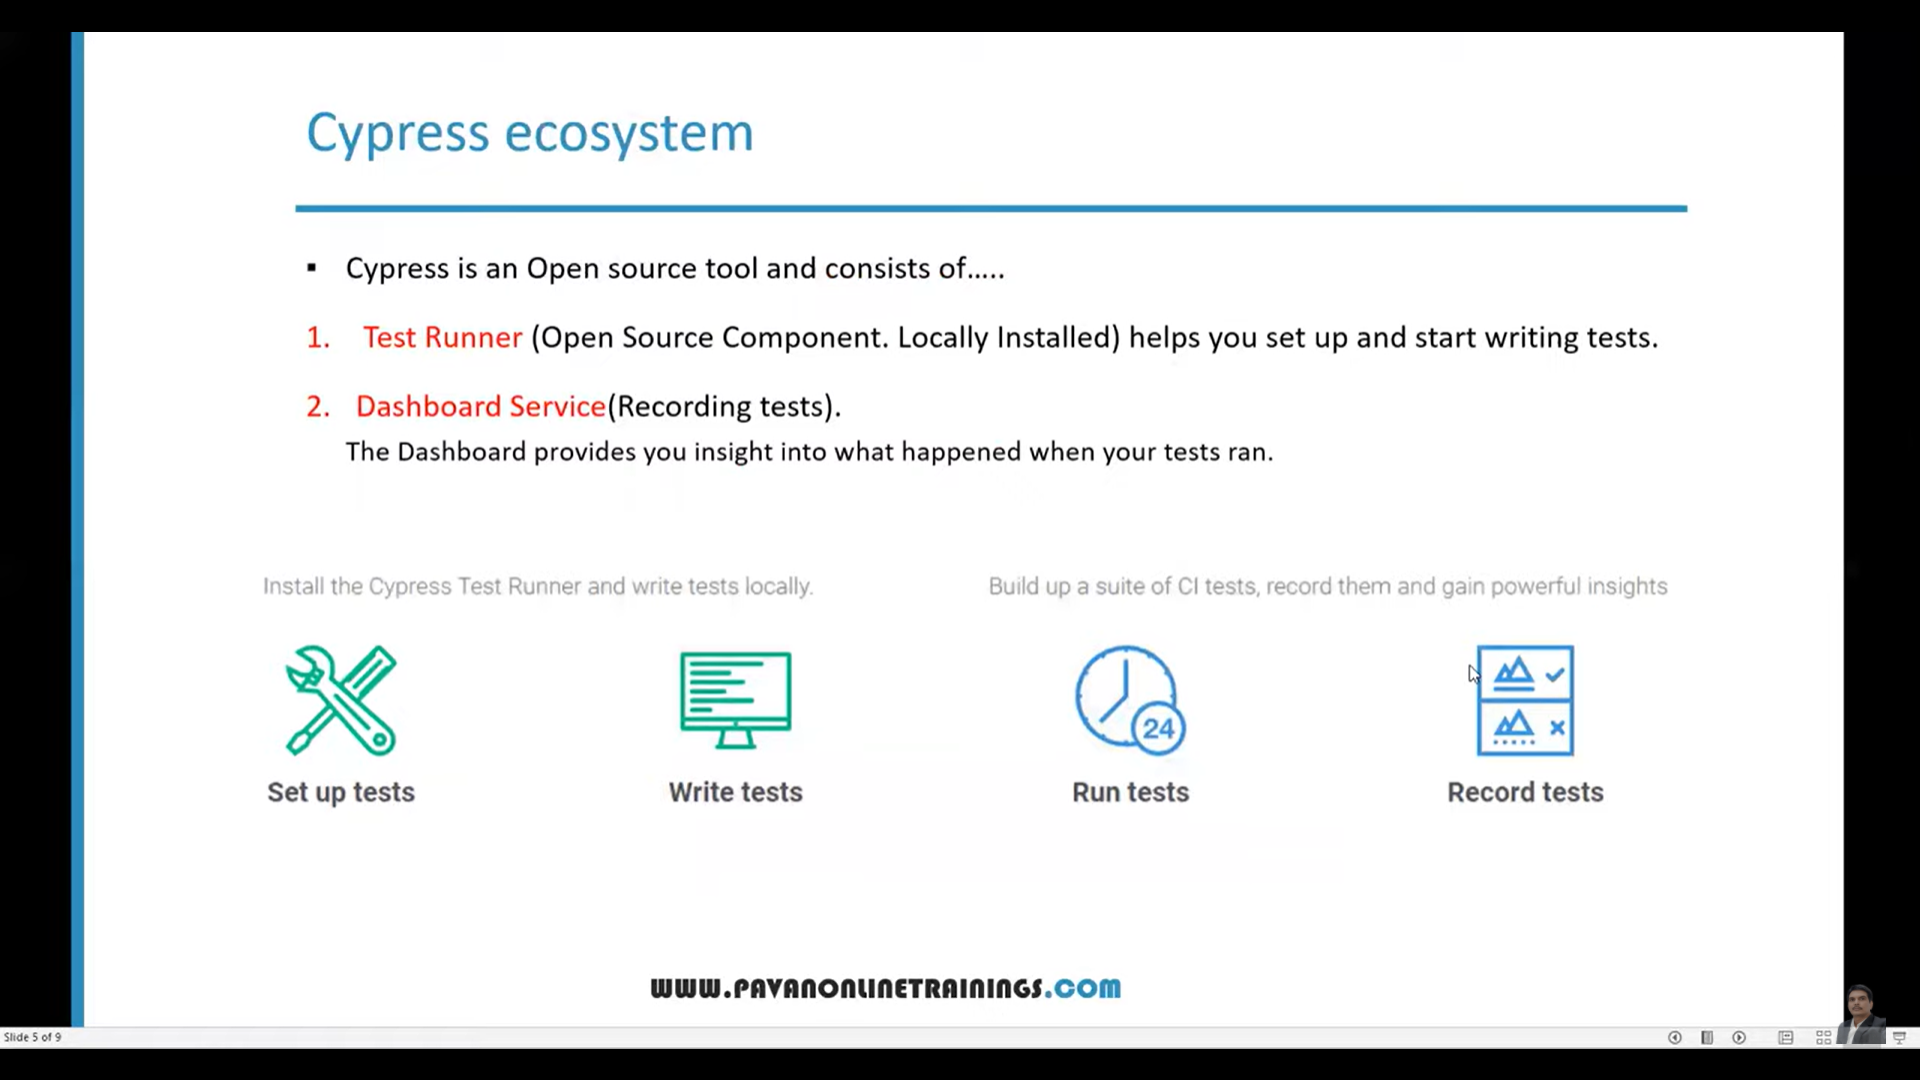 Cypress ecosystem
▪ Cypress is an Open source tool and consists of.....
1. Test Runner (Open Source Component. Locally Installed) helps you set up and start writing tests.
2. Dashboard Service(Recording tests).
The Dashboard provides you insight into what happened when your tests ran.
Install the Cypress Test Runner and write tests locally.
Build up a suite of CI tests, record them and gain powerful insights
24
Set up tests
Write tests
Run tests
Record tests
WWW.PAVANONLINETRAININGS.COM
Slide 5 of 9